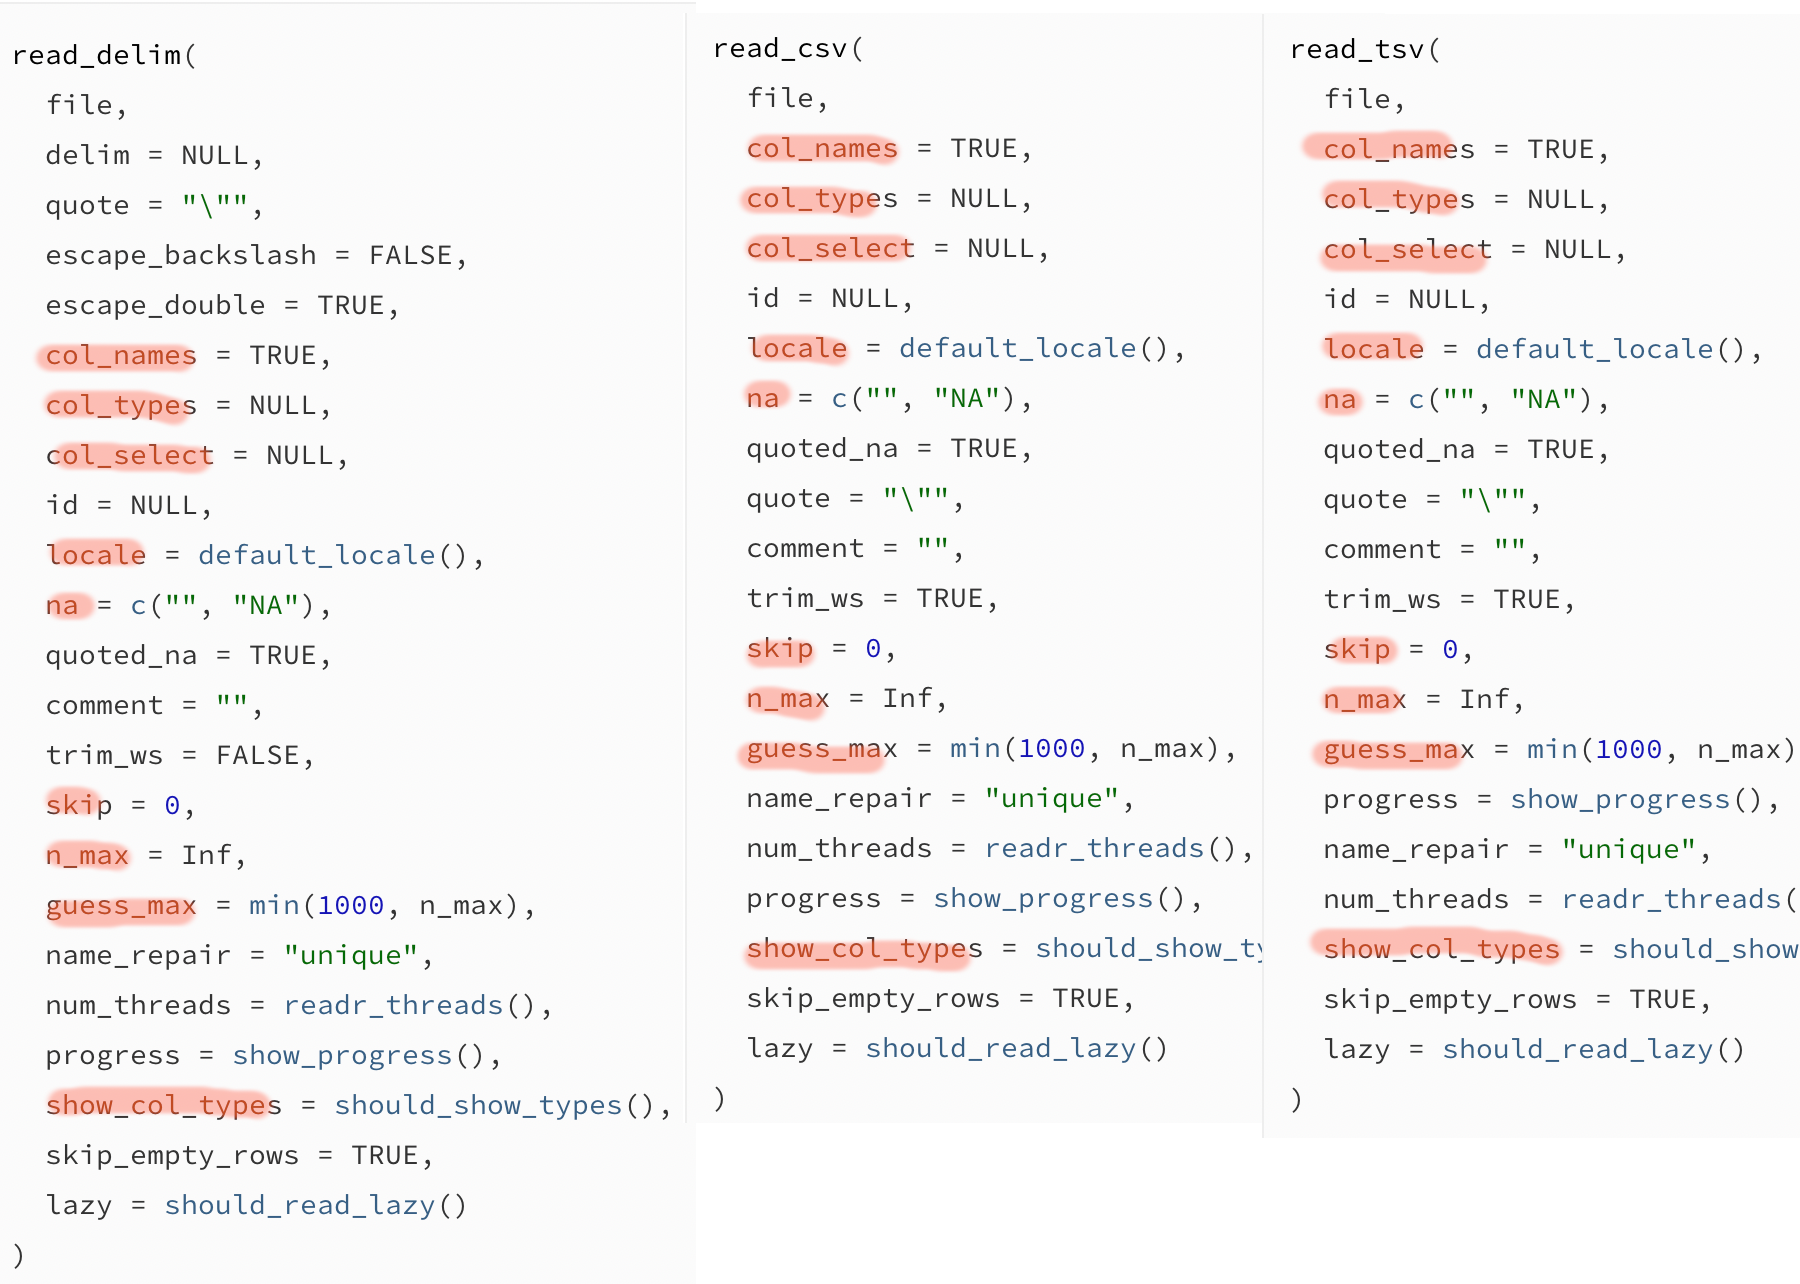 read_delim(
  file,
  delim = NULL,
  quote = "\"",
  escape_backslash = FALSE,
  escape_double = TRUE,
  col_names = TRUE,
  col_types = NULL,
  col_select = NULL,
  id = NULL,
  locale = default_locale(),
  na = c("", "NA"),
  quoted_na = TRUE,
  comment = "",
  trim_ws = FALSE,
  skip = 0,
  n_max = Inf,
  guess_max = min(1000, n_max),
  name_repair = "unique",
  num_threads = readr_threads(),
  progress = show_progress(),
  show_col_types = should_show_types(),
  skip_empty_rows = TRUE,
  lazy = should_read_lazy()
)
read_csv(
  file,
  col_names = TRUE,
  col_types = NULL,
  col_select = NULL,
  id = NULL,
  locale = default_locale(),
  na = c("", "NA"),
  quoted_na = TRUE,
  quote = "\"",
  comment = "",
  trim_ws = TRUE,
  skip = 0,
  n_max = Inf,
  guess_max = min(1000, n_max),
  name_repair = "unique",
  num_threads = readr_threads(),
  progress = show_progress(),
  show_col_types = should_show_ty
  skip_empty_rows = TRUE,
  lazy = should_read_lazy()
)
read_tsv(
  file,
  col_names = TRUE,
  col_types = NULL,
  col_select = NULL,
  id = NULL,
  locale = default_locale(),
  na = c("", "NA"),
  quoted_na = TRUE,
  quote = "\"",
  comment = "",
  trim_ws = TRUE,
  skip = 0,
  n_max = Inf,
  guess_max = min(1000, n_max)
  progress = show_progress(),
  name_repair = "unique",
  num_threads = readr_threads(
  show_col_types = should_show
  skip_empty_rows = TRUE,
  lazy = should_read_lazy()
)